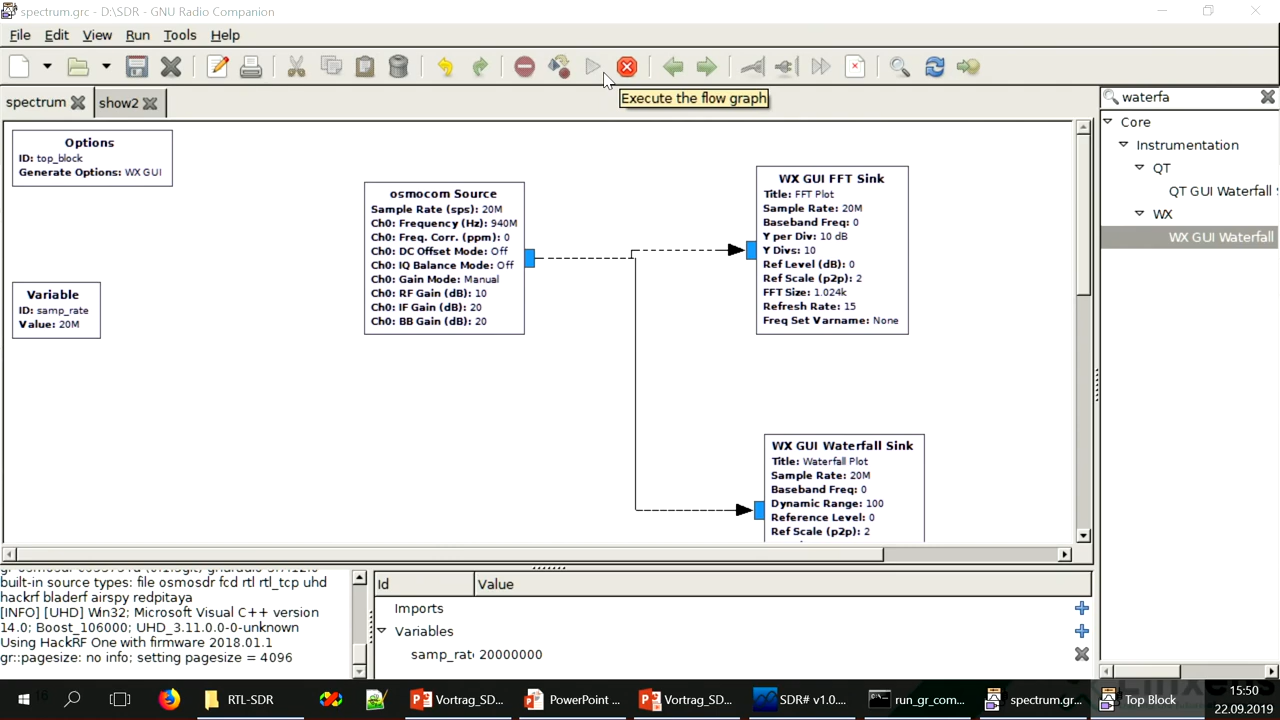 spectrum.grc - D:\SDR - GNU Radio Companion
File Edit View Run Tools Help
Execute the flow graph
spectrum show2
waterfa
Options
ID: top_block
Generate Options: WX GUI
Variable
ID: samp_rate
Value: 20M
osmocom Source
Sample Rate (sps): 20M
Ch0: Frequency (Hz): 940M
Ch0: Freq. Corr. (ppm): 0
Ch0: DC Offset Mode: Off
Ch0: IQ Balance Mode: Off
Ch0: Gain Mode: Manual
Ch0: RF Gain (dB): 10
Ch0: IF Gain (dB): 20
Ch0: BB Gain (dB): 20
WX GUI FFT Sink
Title: FFT Plot
Sample Rate: 20M
Baseband Freq: 0
Y per Div: 10 dB
Y Divs: 10
Ref Level (dB): 0
Ref Scale (p2p): 2
FFT Size: 1.024k
Refresh Rate: 15
Freq Set Varname: None
WX GUI Waterfall Sink
Title: Waterfall Plot
Sample Rate: 20M
Baseband Freq: 0
Dynamic Range: 100
Reference Level: 0
Ref Scale (p2p): 2
Core
Instrumentation
QT
QT GUI Waterfall
WX
WX GUI Waterfall
built-in source types: file osmosdr fcd rtl rtl_tcp uhd
hackrf bladerf airspy redpitaya
[INFO] [UHD] Win32; Microsoft Visual C++ version
14.0; Boost_106000; UHD_3.11.0.0-0-unknown
Using HackRF One with firmware 2018.01.1
gr::pagesize: no info; setting pagesize = 4096
Id Value
Imports
Variables
samp_rat 20000000
RTL-SDR Vortrag_SD... PowerPoint ... Vortrag_SD... SDR# v1.0.... run_gr_com... spectrum.gr... Top Block
15:50
22.09.2019